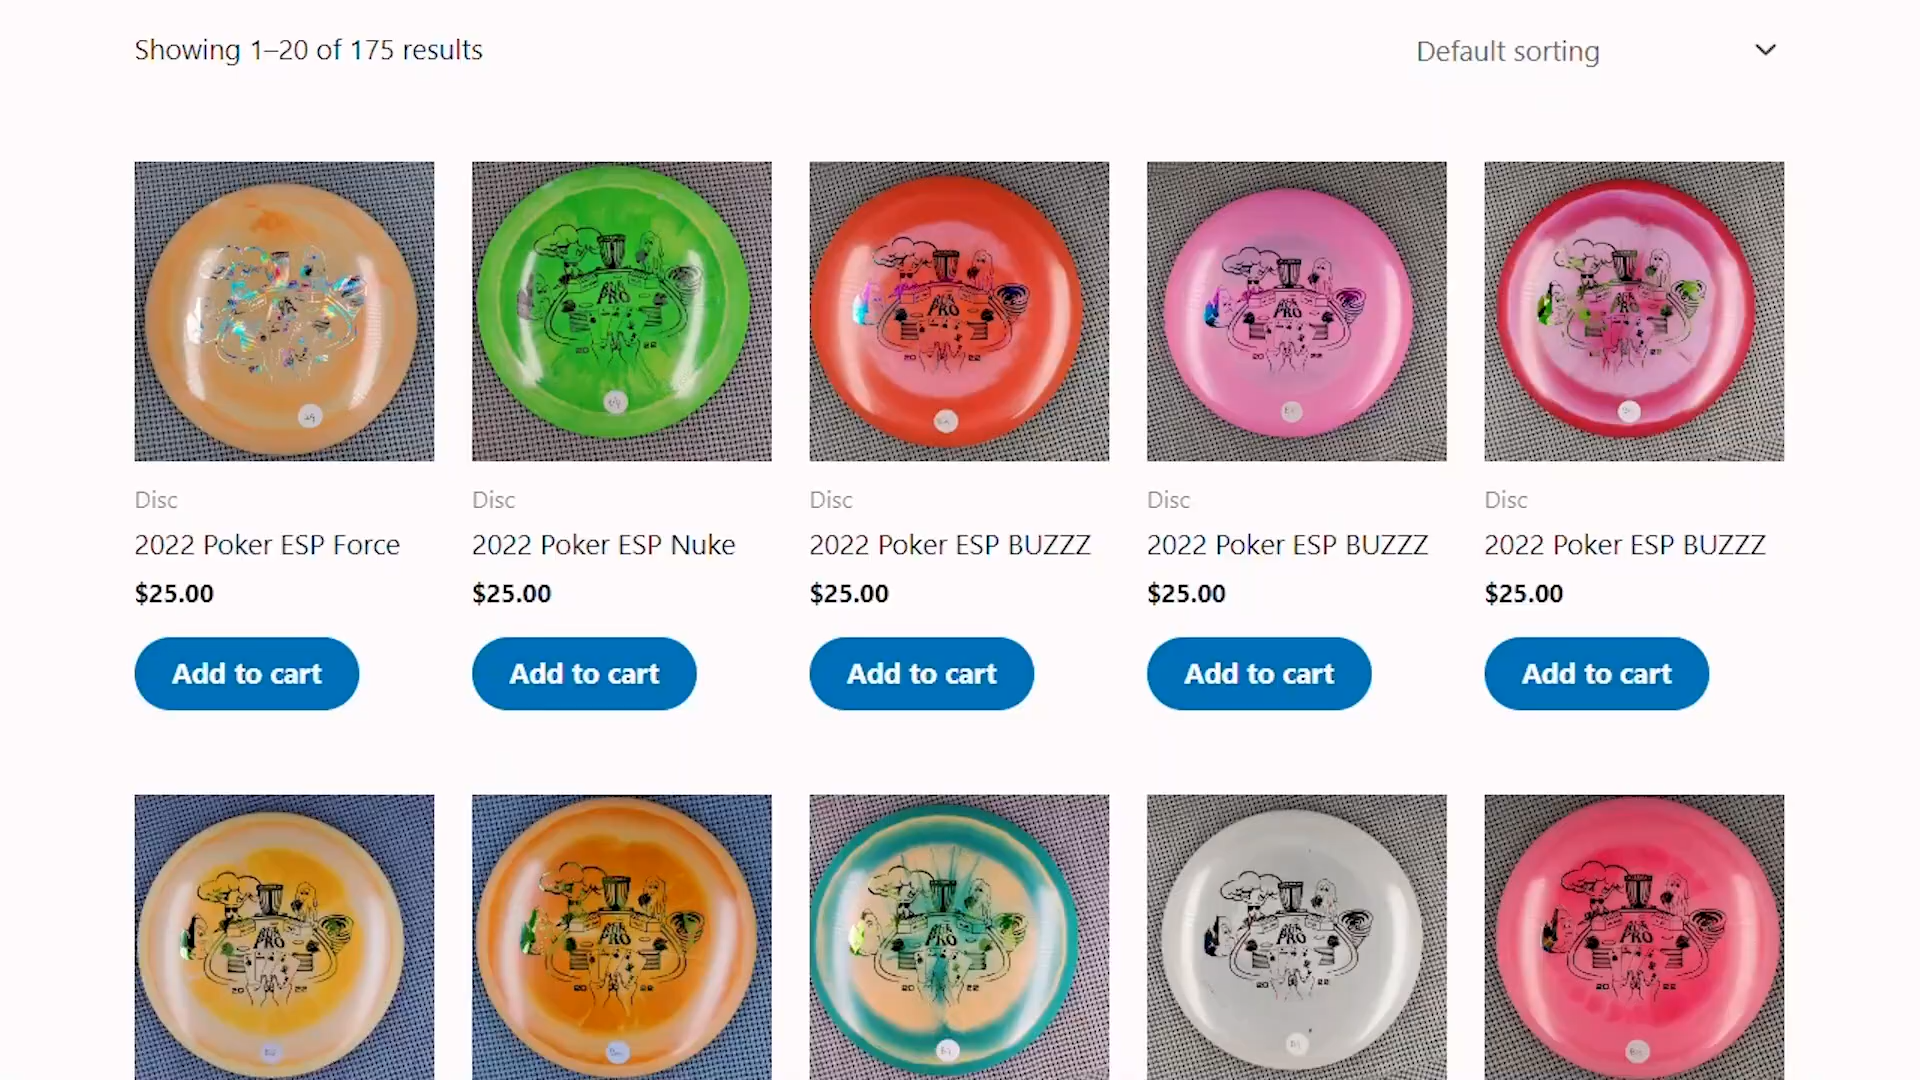 Showing 1–20 of 175 results
Default sorting
Disc
2022 Poker ESP Force
$25.00
Add to cart
Disc
2022 Poker ESP Nuke
$25.00
Add to cart
Disc
2022 Poker ESP BUZZZ
$25.00
Add to cart
Disc
2022 Poker ESP BUZZZ
$25.00
Add to cart
Disc
2022 Poker ESP BUZZZ
$25.00
Add to cart